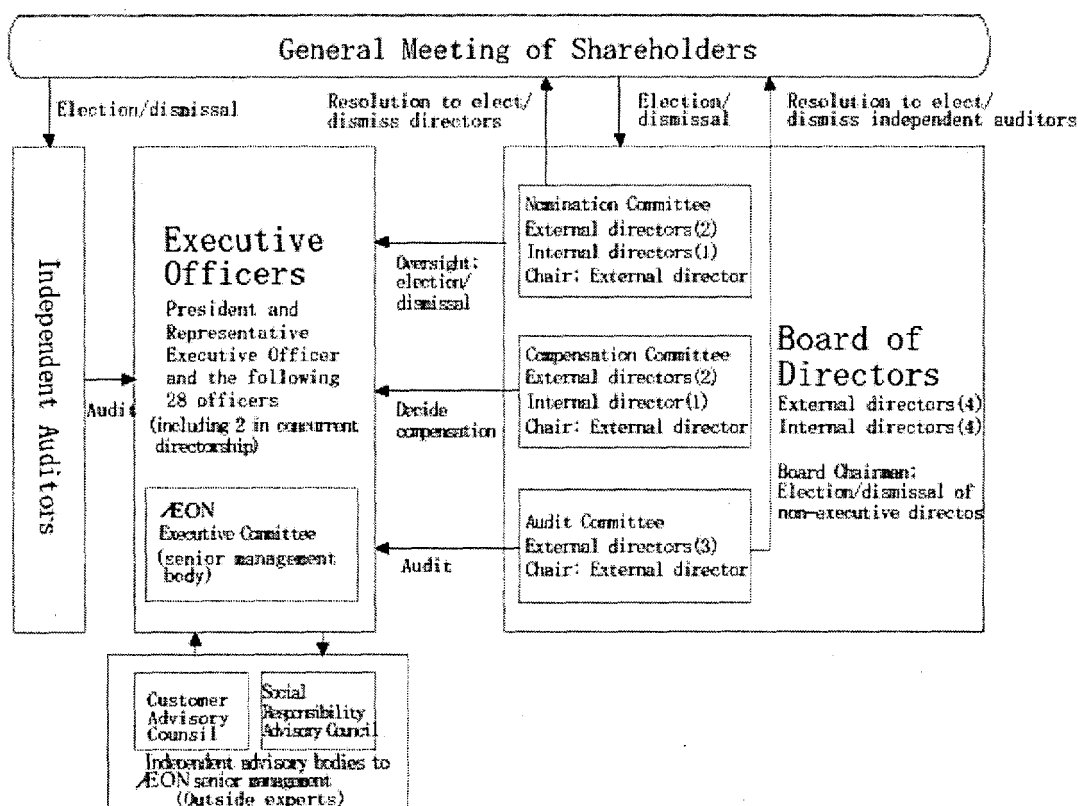 General Meeting of Shareholders
Election/dismissal
Resolution to elect/
dismiss directors
Election/
dismissal
Resolution to elect/
dismiss independent auditors
Independent Auditors
Audit
Executive
Officers
President and
Representative
Executive Officer
and the following
28 officers
(including 2 in concurrent
directorship)
ÆON
Executive Committee
(senior management
body)
Oversight;
election/
dismissal
Decide
compensation
Audit
Nomination Committee
External directors(2)
Internal directors(1)
Chair: External director
Compensation Committee
External directors(2)
Internal director(1)
Chair: External director
Audit Committee
External directors(3)
Chair: External director
Board of
Directors
External directors(4)
Internal directors(4)
Board Chairman:
Election/dismissal of
non-executive directos
Customer
Advisory
Counsil
Social
Responsibility
Advisory Council
Independent advisory bodies to
ÆON senior management
(Outside experts)